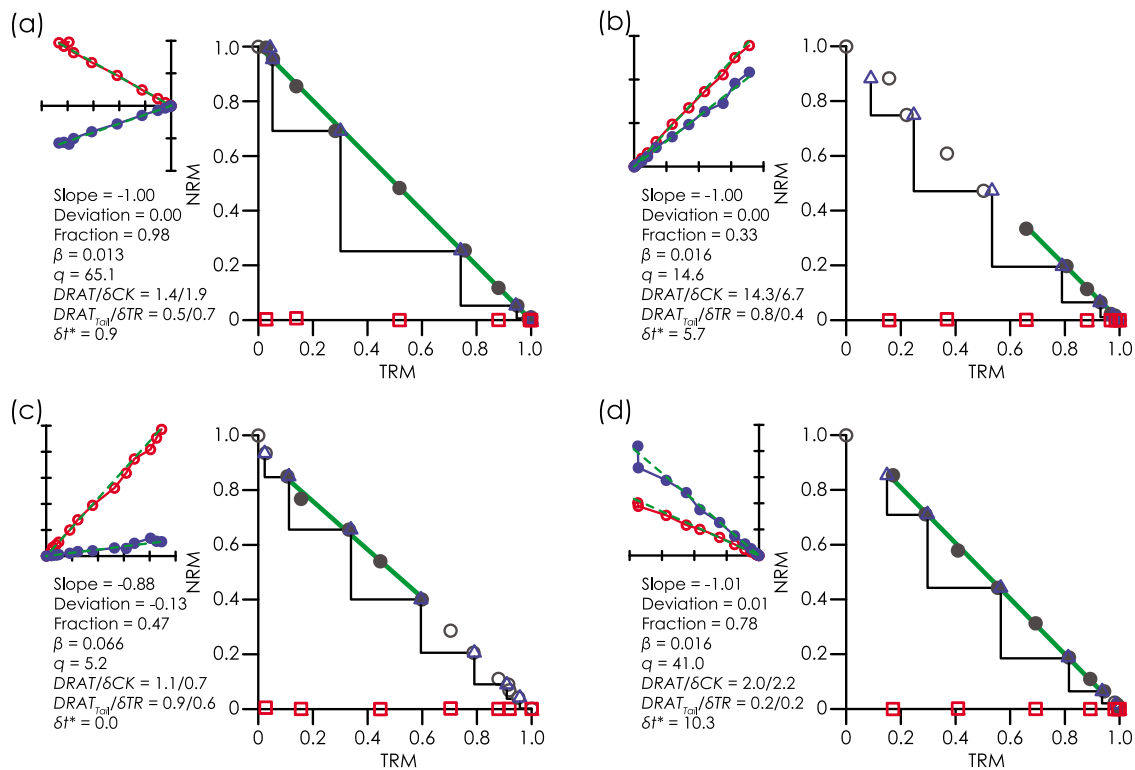 (a)
1.0
0.8
0.6
0.4
0.2
0
NRM
0 0.2 0.4 0.6 0.8 1.0
TRM
Slope = -1.00
Deviation = 0.00
Fraction = 0.98
β = 0.013
q = 65.1
DRAT/δCK = 1.4/1.9
DRAT_Tail/δTR = 0.5/0.7
δt* = 0.9
(b)
1.0
0.8
0.6
0.4
0.2
0
NRM
0 0.2 0.4 0.6 0.8 1.0
TRM
Slope = -1.00
Deviation = 0.00
Fraction = 0.33
β = 0.016
q = 14.6
DRAT/δCK = 14.3/6.7
DRAT_Tail/δTR = 0.8/0.4
δt* = 5.7
(c)
1.0
0.8
0.6
0.4
0.2
0
NRM
0 0.2 0.4 0.6 0.8 1.0
TRM
Slope = -0.88
Deviation = -0.13
Fraction = 0.47
β = 0.066
q = 5.2
DRAT/δCK = 1.1/0.7
DRAT_Tail/δTR = 0.9/0.6
δt* = 0.0
(d)
1.0
0.8
0.6
0.4
0.2
0
NRM
0 0.2 0.4 0.6 0.8 1.0
TRM
Slope = -1.01
Deviation = 0.01
Fraction = 0.78
β = 0.016
q = 41.0
DRAT/δCK = 2.0/2.2
DRAT_Tail/δTR = 0.2/0.2
δt* = 10.3